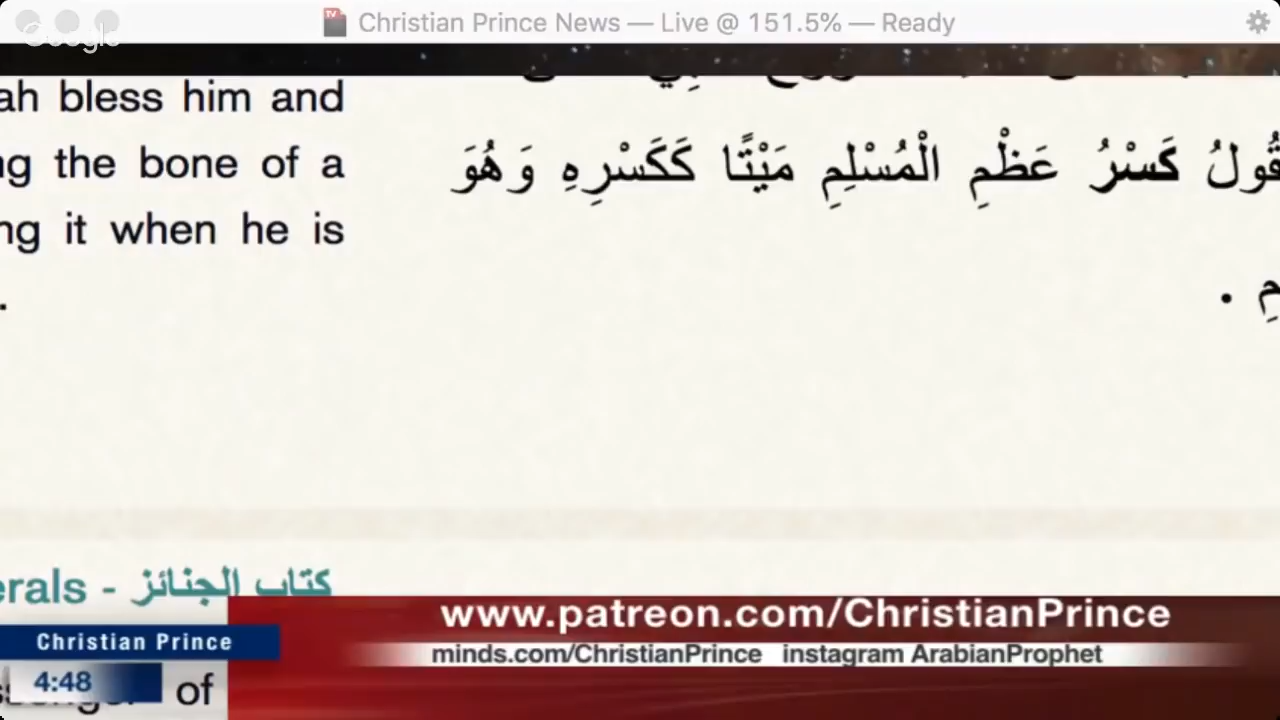 Christian Prince News — Live @ 151.5% — Ready
Google
ah bless him and
ng the bone of a
ng it when he is
.
قُولُ كَسْرُ عَظْمِ الْمُسْلِمِ مَيْتًا كَكَسْرِهِ وَهُوَ
مِ .
erals - كتاب الجنائز
www.patreon.com/ChristianPrince
Christian Prince
minds.com/ChristianPrince instagram ArabianProphet
4:48
of